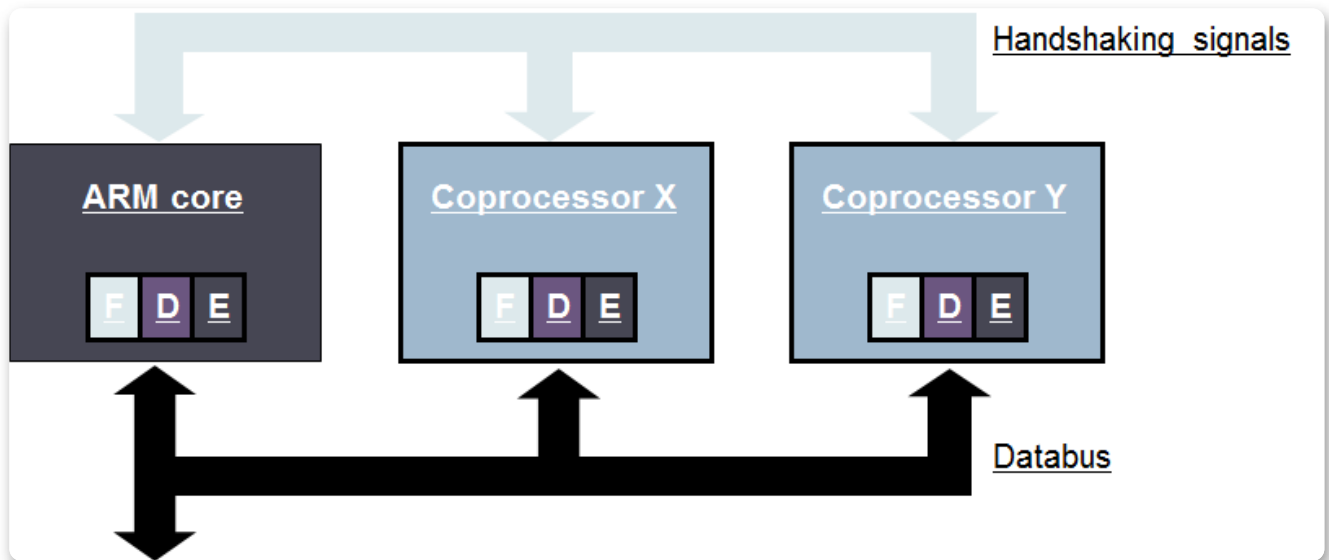 Handshaking signals
ARM core
Coprocessor X
Coprocessor Y
F D E
F D E
F D E
Databus